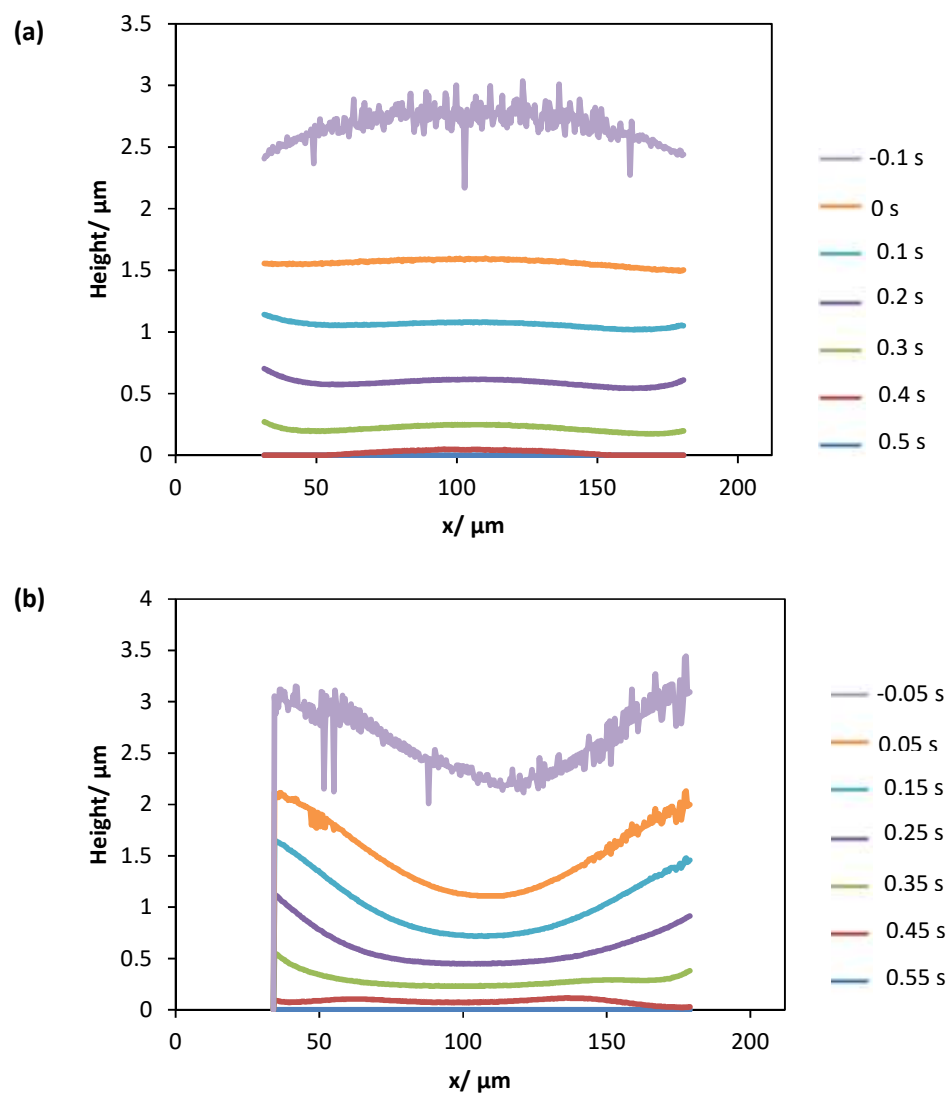 (a)
Height/ µm
3.5
3
2.5
2
1.5
1
0.5
0
0 50 100 150 200
x/ µm
-0.1 s
0 s
0.1 s
0.2 s
0.3 s
0.4 s
0.5 s
(b)
Height/ µm
4
3.5
3
2.5
2
1.5
1
0.5
0
0 50 100 150 200
x/ µm
-0.05 s
0.05 s
0.15 s
0.25 s
0.35 s
0.45 s
0.55 s